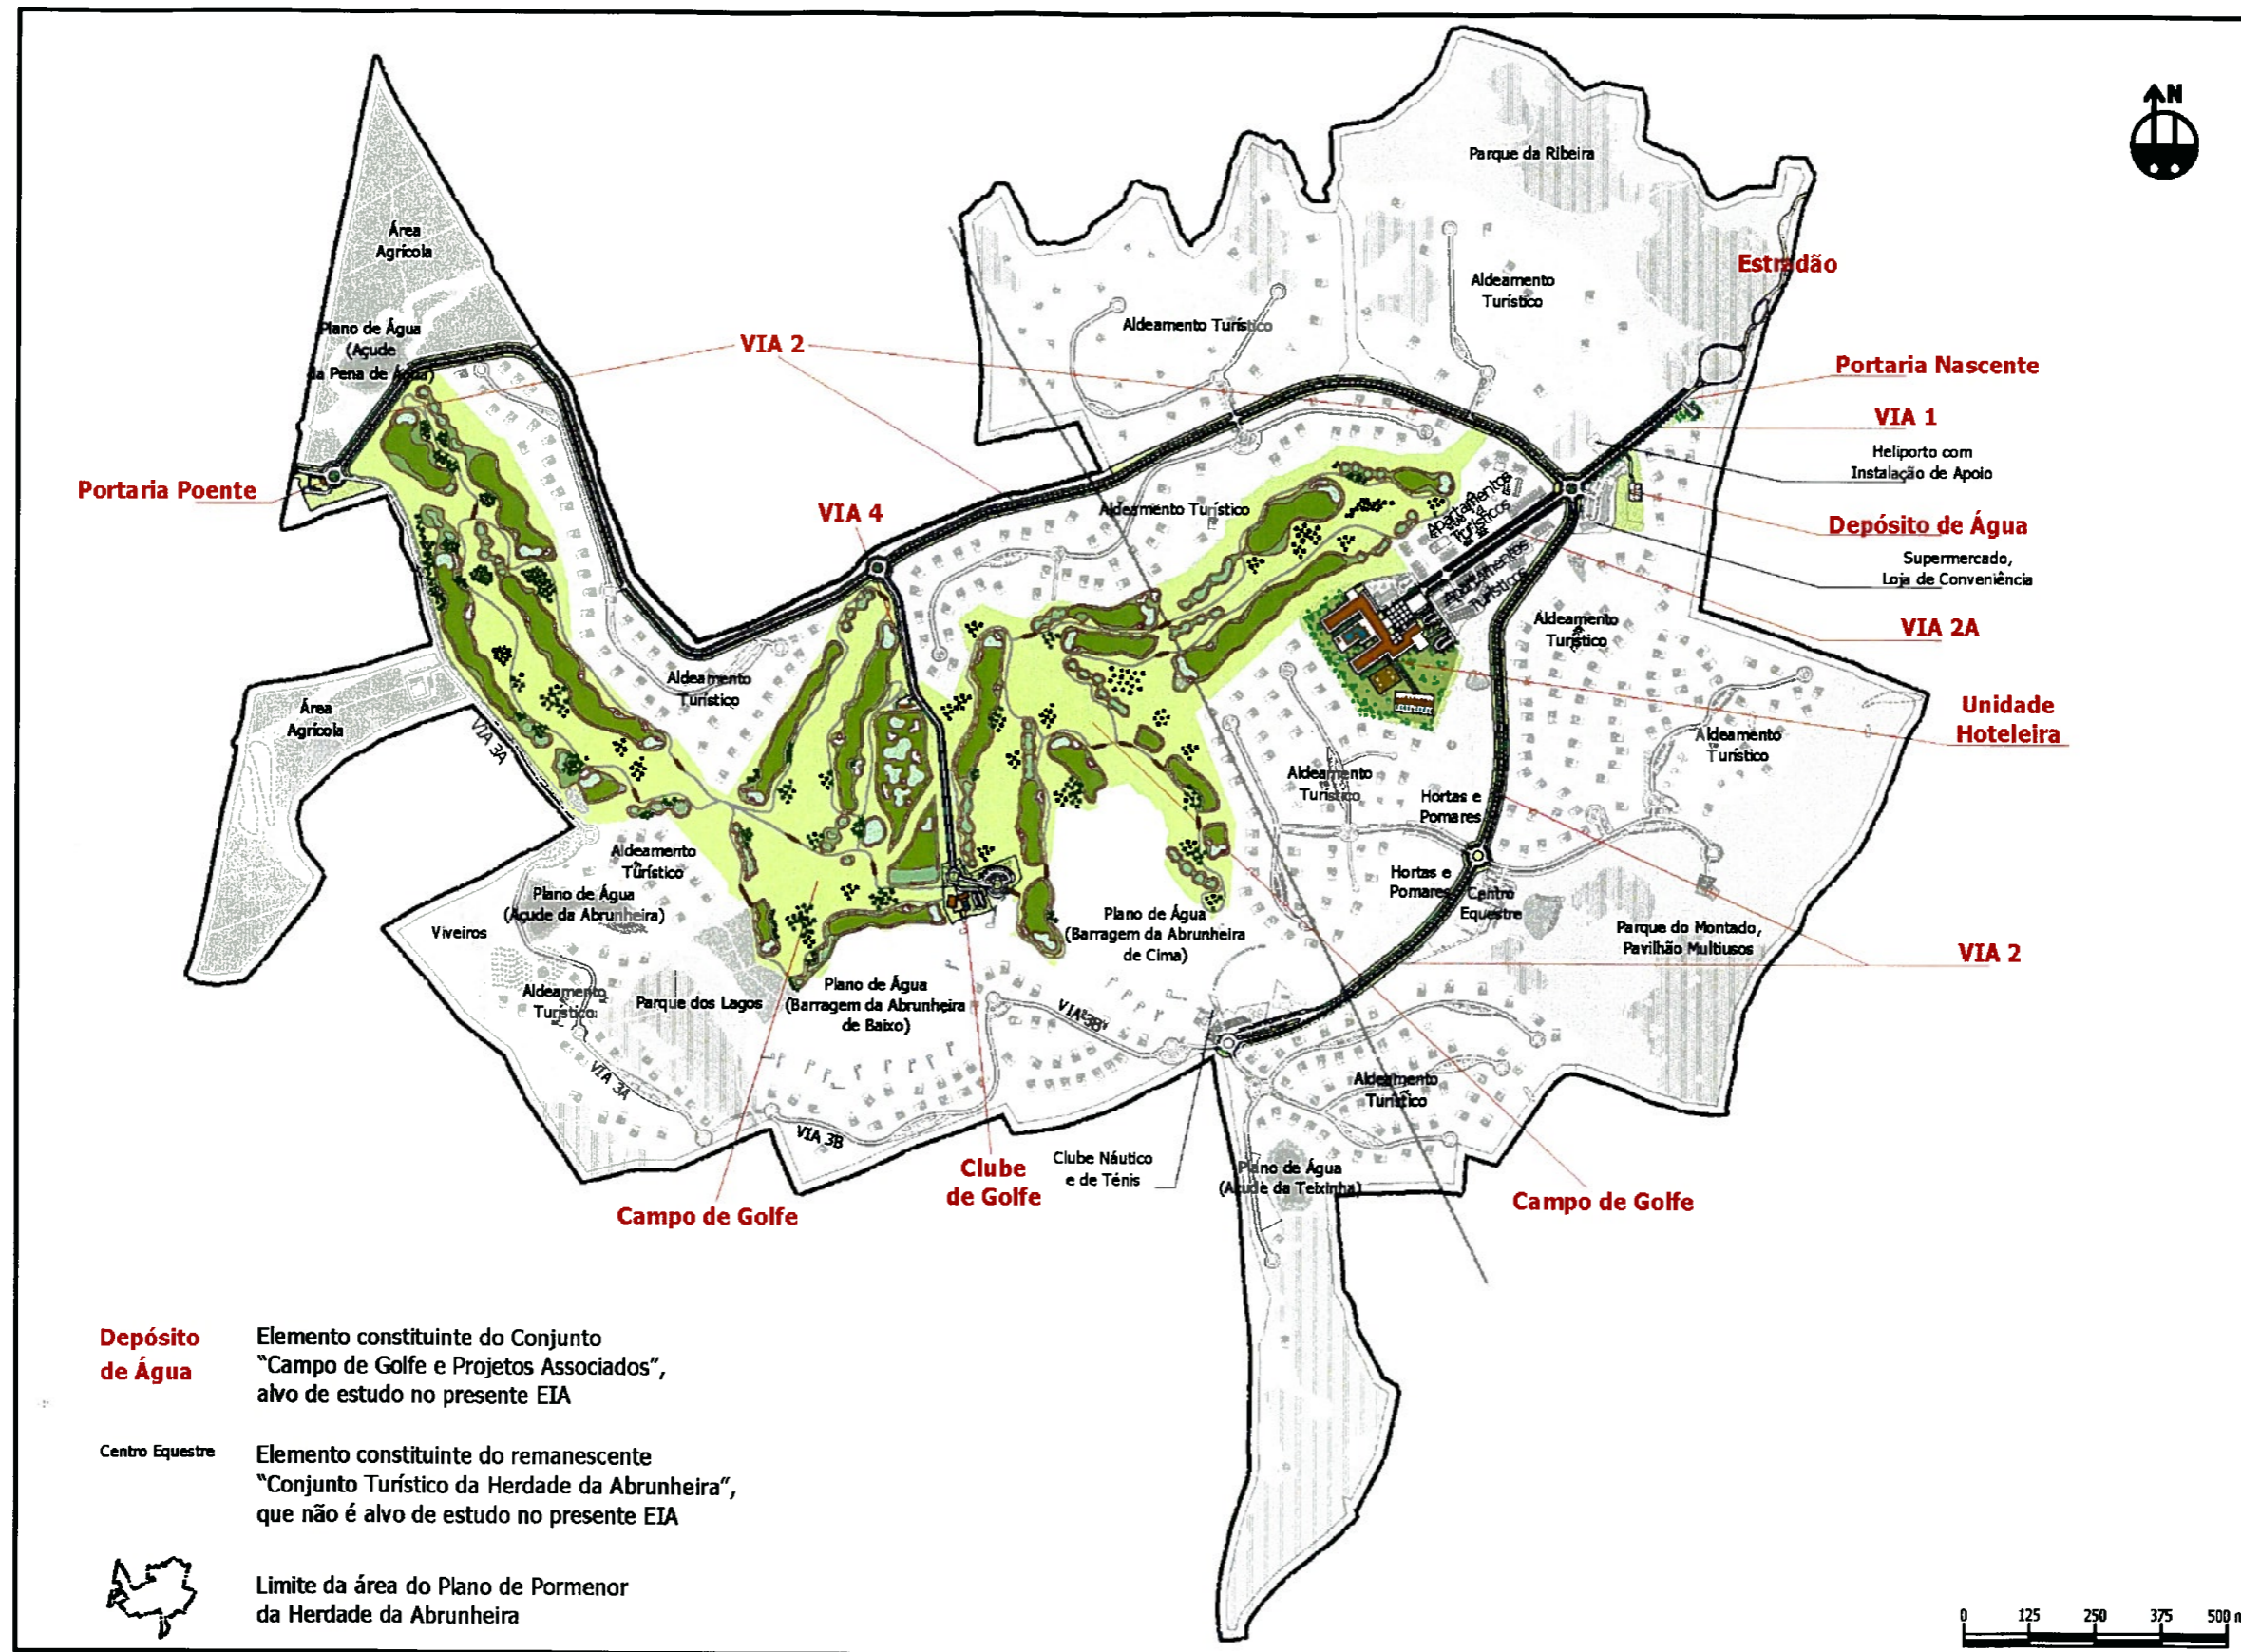 N
Parque da Ribeira
Área
Agrícola
Estradão
Aldeamento
Turístico
Plano de Água
(Açude
da Pena de Água)
Aldeamento Turístico
VIA 2
Portaria Nascente
VIA 1
Heliporto com
Instalação de Apoio
Portaria Poente
VIA 4
Aldeamento Turístico
Apartamentos
Turísticos
Depósito de Água
Supermercado,
Loja de Conveniência
Apartamentos
Turísticos
Aldeamento
Turístico
VIA 2A
Aldeamento
Turístico
Área
Agrícola
VIA 3A
Unidade
Hoteleira
Aldeamento
Turístico
Aldeamento
Turístico
Hortas e
Pomares
Aldeamento
Turístico
Hortas e
Pomares
Centro
Equestre
Plano de Água
(Açude da Abrunheira)
Viveiros
Plano de Água
(Barragem da Abrunheira
de Cima)
Parque do Montado,
Pavilhão Multiusos
VIA 2
Aldeamento
Turístico
Parque dos Lagos
Plano de Água
(Barragem da Abrunheira
de Baixo)
VIA 3B
VIA 3A
Aldeamento
Turístico
VIA 3B
Clube
de Golfe
Clube Náutico
e de Ténis
Plano de Água
(Açude da Teixinha)
Campo de Golfe
Campo de Golfe
Depósito
de Água
Elemento constituinte do Conjunto
"Campo de Golfe e Projetos Associados",
alvo de estudo no presente EIA
Centro Equestre
Elemento constituinte do remanescente
"Conjunto Turístico da Herdade da Abrunheira",
que não é alvo de estudo no presente EIA
Limite da área do Plano de Pormenor
da Herdade da Abrunheira
0 125 250 375 500 m